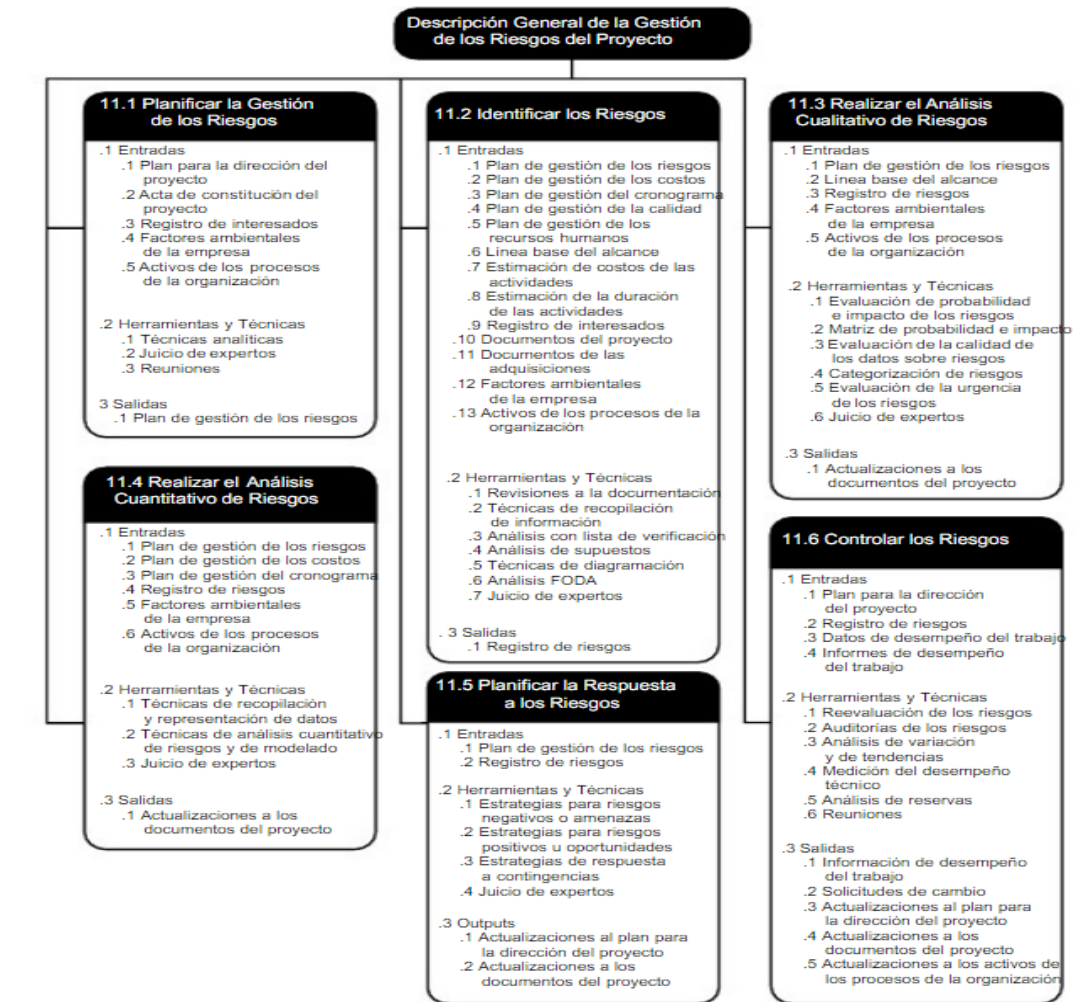 Descripción General de la Gestión
de los Riesgos del Proyecto
11.1 Planificar la Gestión
de los Riesgos
.1 Entradas
.1 Plan para la dirección del
proyecto
.2 Acta de constitución del
proyecto
.3 Registro de interesados
.4 Factores ambientales
de la empresa
.5 Activos de los procesos
de la organización
.2 Herramientas y Técnicas
.1 Técnicas analíticas
.2 Juicio de expertos
.3 Reuniones
3 Salidas
.1 Plan de gestión de los riesgos
11.2 Identificar los Riesgos
.1 Entradas
.1 Plan de gestión de los riesgos
.2 Plan de gestión de los costos
.3 Plan de gestión del cronograma
.4 Plan de gestión de la calidad
.5 Plan de gestión de los
recursos humanos
.6 Línea base del alcance
.7 Estimación de costos de las
actividades
.8 Estimación de la duración
de las actividades
.9 Registro de interesados
.10 Documentos del proyecto
.11 Documentos de las
adquisiciones
.12 Factores ambientales
de la empresa
.13 Activos de los procesos de la
organización
.2 Herramientas y Técnicas
.1 Revisiones a la documentación
.2 Técnicas de recopilación
de información
.3 Análisis con lista de verificación
.4 Análisis de supuestos
.5 Técnicas de diagramación
.6 Análisis FODA
.7 Juicio de expertos
. 3 Salidas
.1 Registro de riesgos
11.3 Realizar el Análisis
Cualitativo de Riesgos
.1 Entradas
.1 Plan de gestión de los riesgos
.2 Línea base del alcance
.3 Registro de riesgos
.4 Factores ambientales
de la empresa
.5 Activos de los procesos
de la organización
.2 Herramientas y Técnicas
.1 Evaluación de probabilidad
e impacto de los riesgos
.2 Matriz de probabilidad e impacto
.3 Evaluación de la calidad de
los datos sobre riesgos
.4 Categorización de riesgos
.5 Evaluación de la urgencia
de los riesgos
.6 Juicio de expertos
.3 Salidas
.1 Actualizaciones a los
documentos del proyecto
11.4 Realizar el Análisis
Cuantitativo de Riesgos
.1 Entradas
.1 Plan de gestión de los riesgos
.2 Plan de gestión de los costos
.3 Plan de gestión del cronograma
.4 Registro de riesgos
.5 Factores ambientales
de la empresa
.6 Activos de los procesos
de la organización
.2 Herramientas y Técnicas
.1 Técnicas de recopilación
y representación de datos
.2 Técnicas de análisis cuantitativo
de riesgos y de modelado
.3 Juicio de expertos
.3 Salidas
.1 Actualizaciones a los
documentos del proyecto
11.5 Planificar la Respuesta
a los Riesgos
.1 Entradas
.1 Plan de gestión de los riesgos
.2 Registro de riesgos
.2 Herramientas y Técnicas
.1 Estrategias para riesgos
negativos o amenazas
.2 Estrategias para riesgos
positivos u oportunidades
.3 Estrategias de respuesta
a contingencias
.4 Juicio de expertos
.3 Outputs
.1 Actualizaciones al plan para
la dirección del proyecto
.2 Actualizaciones a los
documentos del proyecto
11.6 Controlar los Riesgos
.1 Entradas
.1 Plan para la dirección
del proyecto
.2 Registro de riesgos
.3 Datos de desempeño del trabajo
.4 Informes de desempeño
del trabajo
.2 Herramientas y Técnicas
.1 Reevaluación de los riesgos
.2 Auditorías de los riesgos
.3 Análisis de variación
y de tendencias
.4 Medición del desempeño
técnico
.5 Análisis de reservas
.6 Reuniones
.3 Salidas
.1 Información de desempeño
del trabajo
.2 Solicitudes de cambio
.3 Actualizaciones al plan para
la dirección del proyecto
.4 Actualizaciones a los
documentos del proyecto
.5 Actualizaciones a los activos de
los procesos de la organización